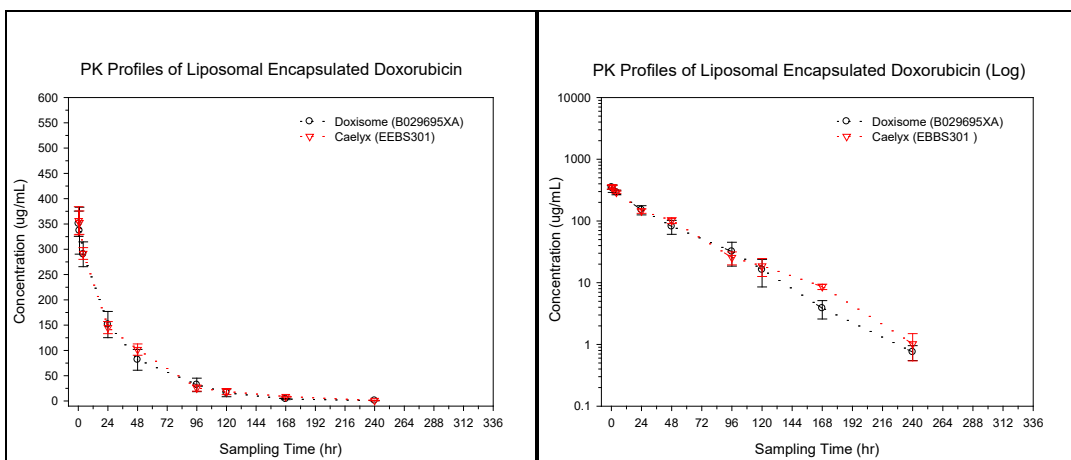 PK Profiles of Liposomal Encapsulated Doxorubicin
600
550
500
450
400
350
300
250
200
150
100
50
0
Concentration (ug/mL)
Doxisome (B029695XA)
Caelyx (EEBS301)
0 24 48 72 96 120 144 168 192 216 240 264 288 312 336
Sampling Time (hr)
PK Profiles of Liposomal Encapsulated Doxorubicin (Log)
10000
1000
100
10
1
0.1
Concentration (ug/mL)
Doxisome (B029695XA)
Caelyx (EBBS301 )
0 24 48 72 96 120 144 168 192 216 240 264 288 312 336
Sampling Time (hr)